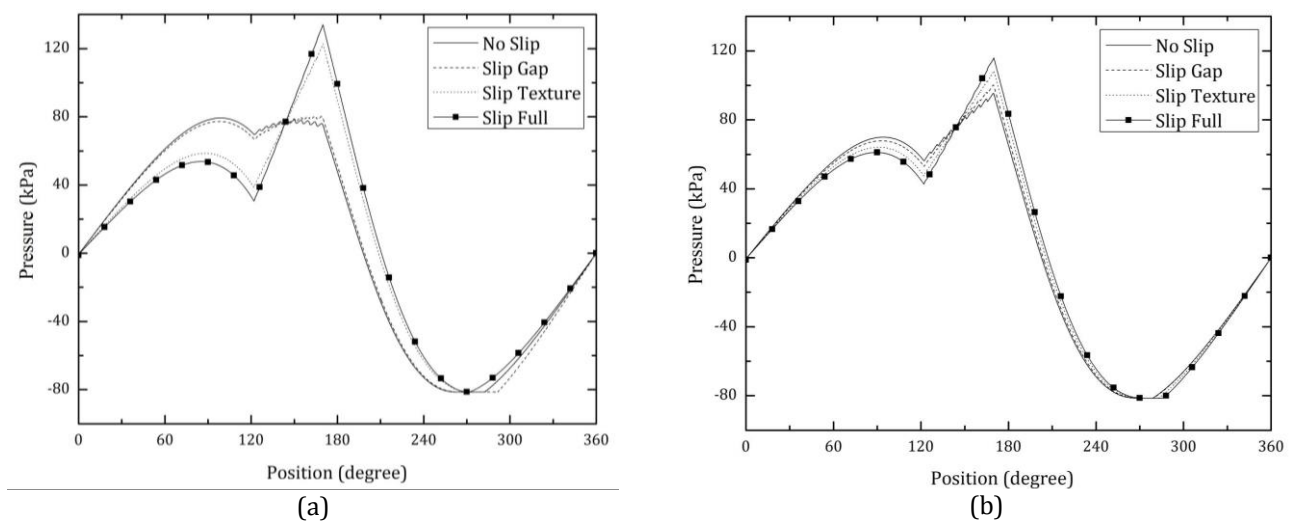 120
80
40
0
-40
-80
Pressure (kPa)
No Slip
Slip Gap
Slip Texture
Slip Full
0
60
120
180
240
300
360
Position (degree)
(a)
120
80
40
0
-40
-80
Pressure (kPa)
No Slip
Slip Gap
Slip Texture
Slip Full
0
60
120
180
240
300
360
Position (degree)
(b)